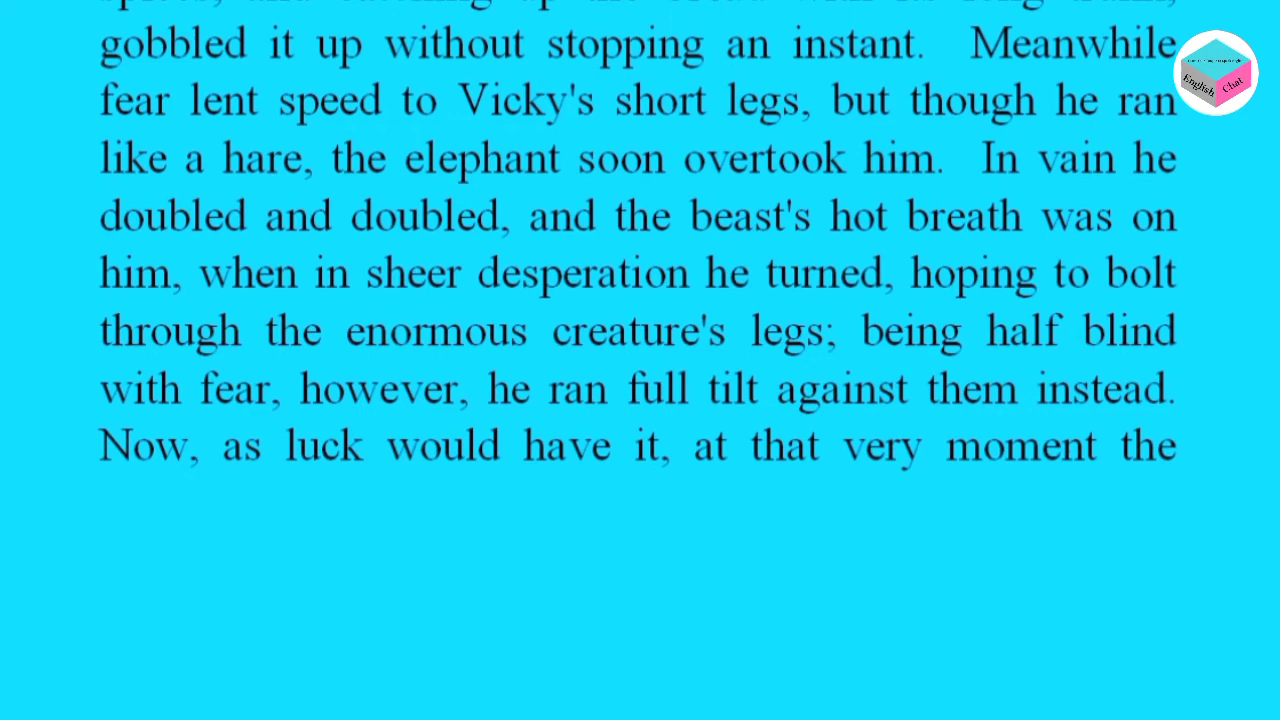 gobbled it up without stopping an instant. Meanwhile
fear lent speed to Vicky's short legs, but though he ran
like a hare, the elephant soon overtook him. In vain he
doubled and doubled, and the beast's hot breath was on
him, when in sheer desperation he turned, hoping to bolt
through the enormous creature's legs; being half blind
with fear, however, he ran full tilt against them instead.
Now, as luck would have it, at that very moment the
English Chat